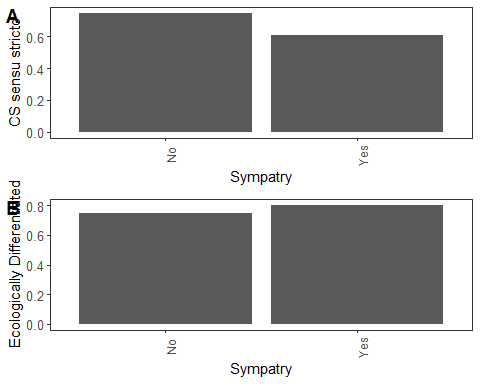 A
CS sensu stricto
0.6
0.4
0.2
0.0
No
Yes
Sympatry
B
Ecologically Differentiated
0.8
0.6
0.4
0.2
0.0
No
Yes
Sympatry